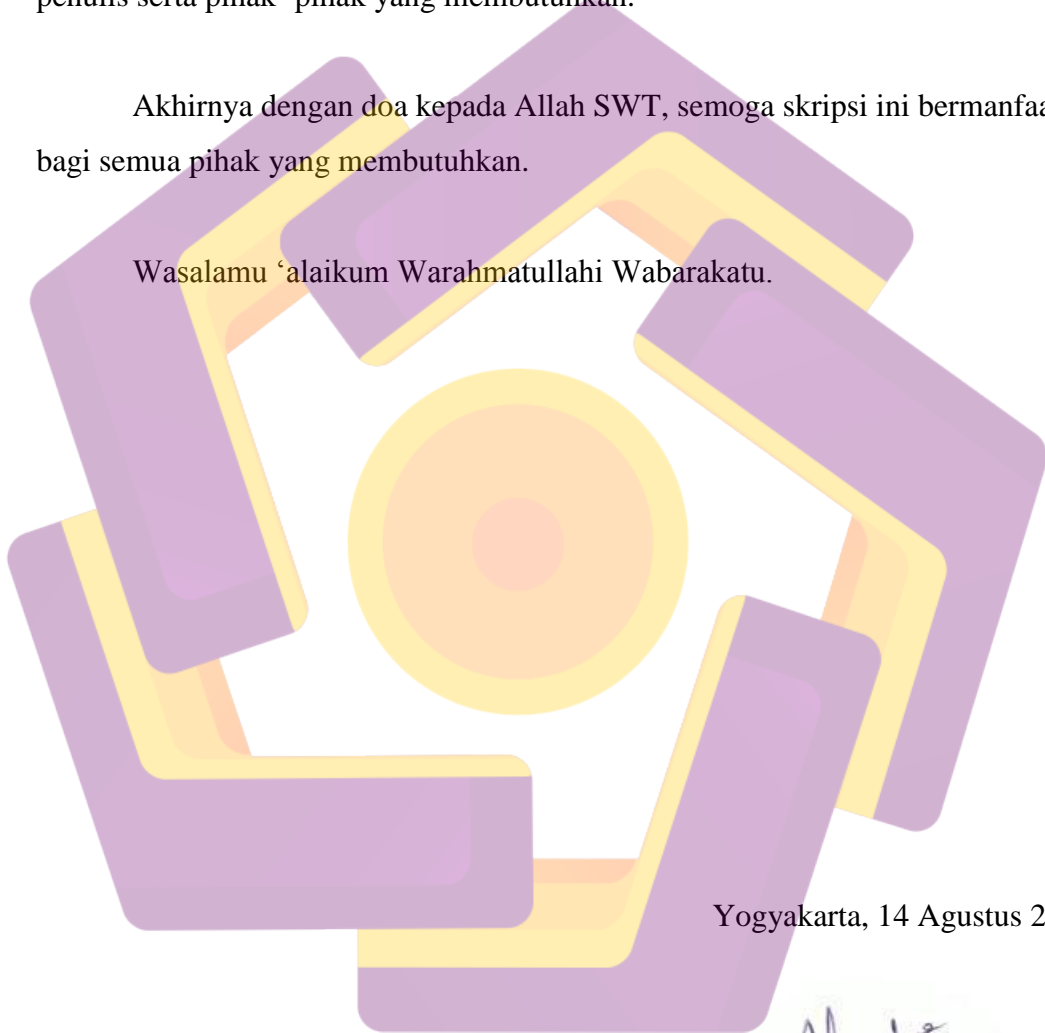 penulis serta pihak-pihak yang membutuhkan.
Akhirnya dengan doa kepada Allah SWT, semoga skripsi ini bermanfaa
bagi semua pihak yang membutuhkan.
Wasalamu ‘alaikum Warahmatullahi Wabarakatu.
Yogyakarta, 14 Agustus 2